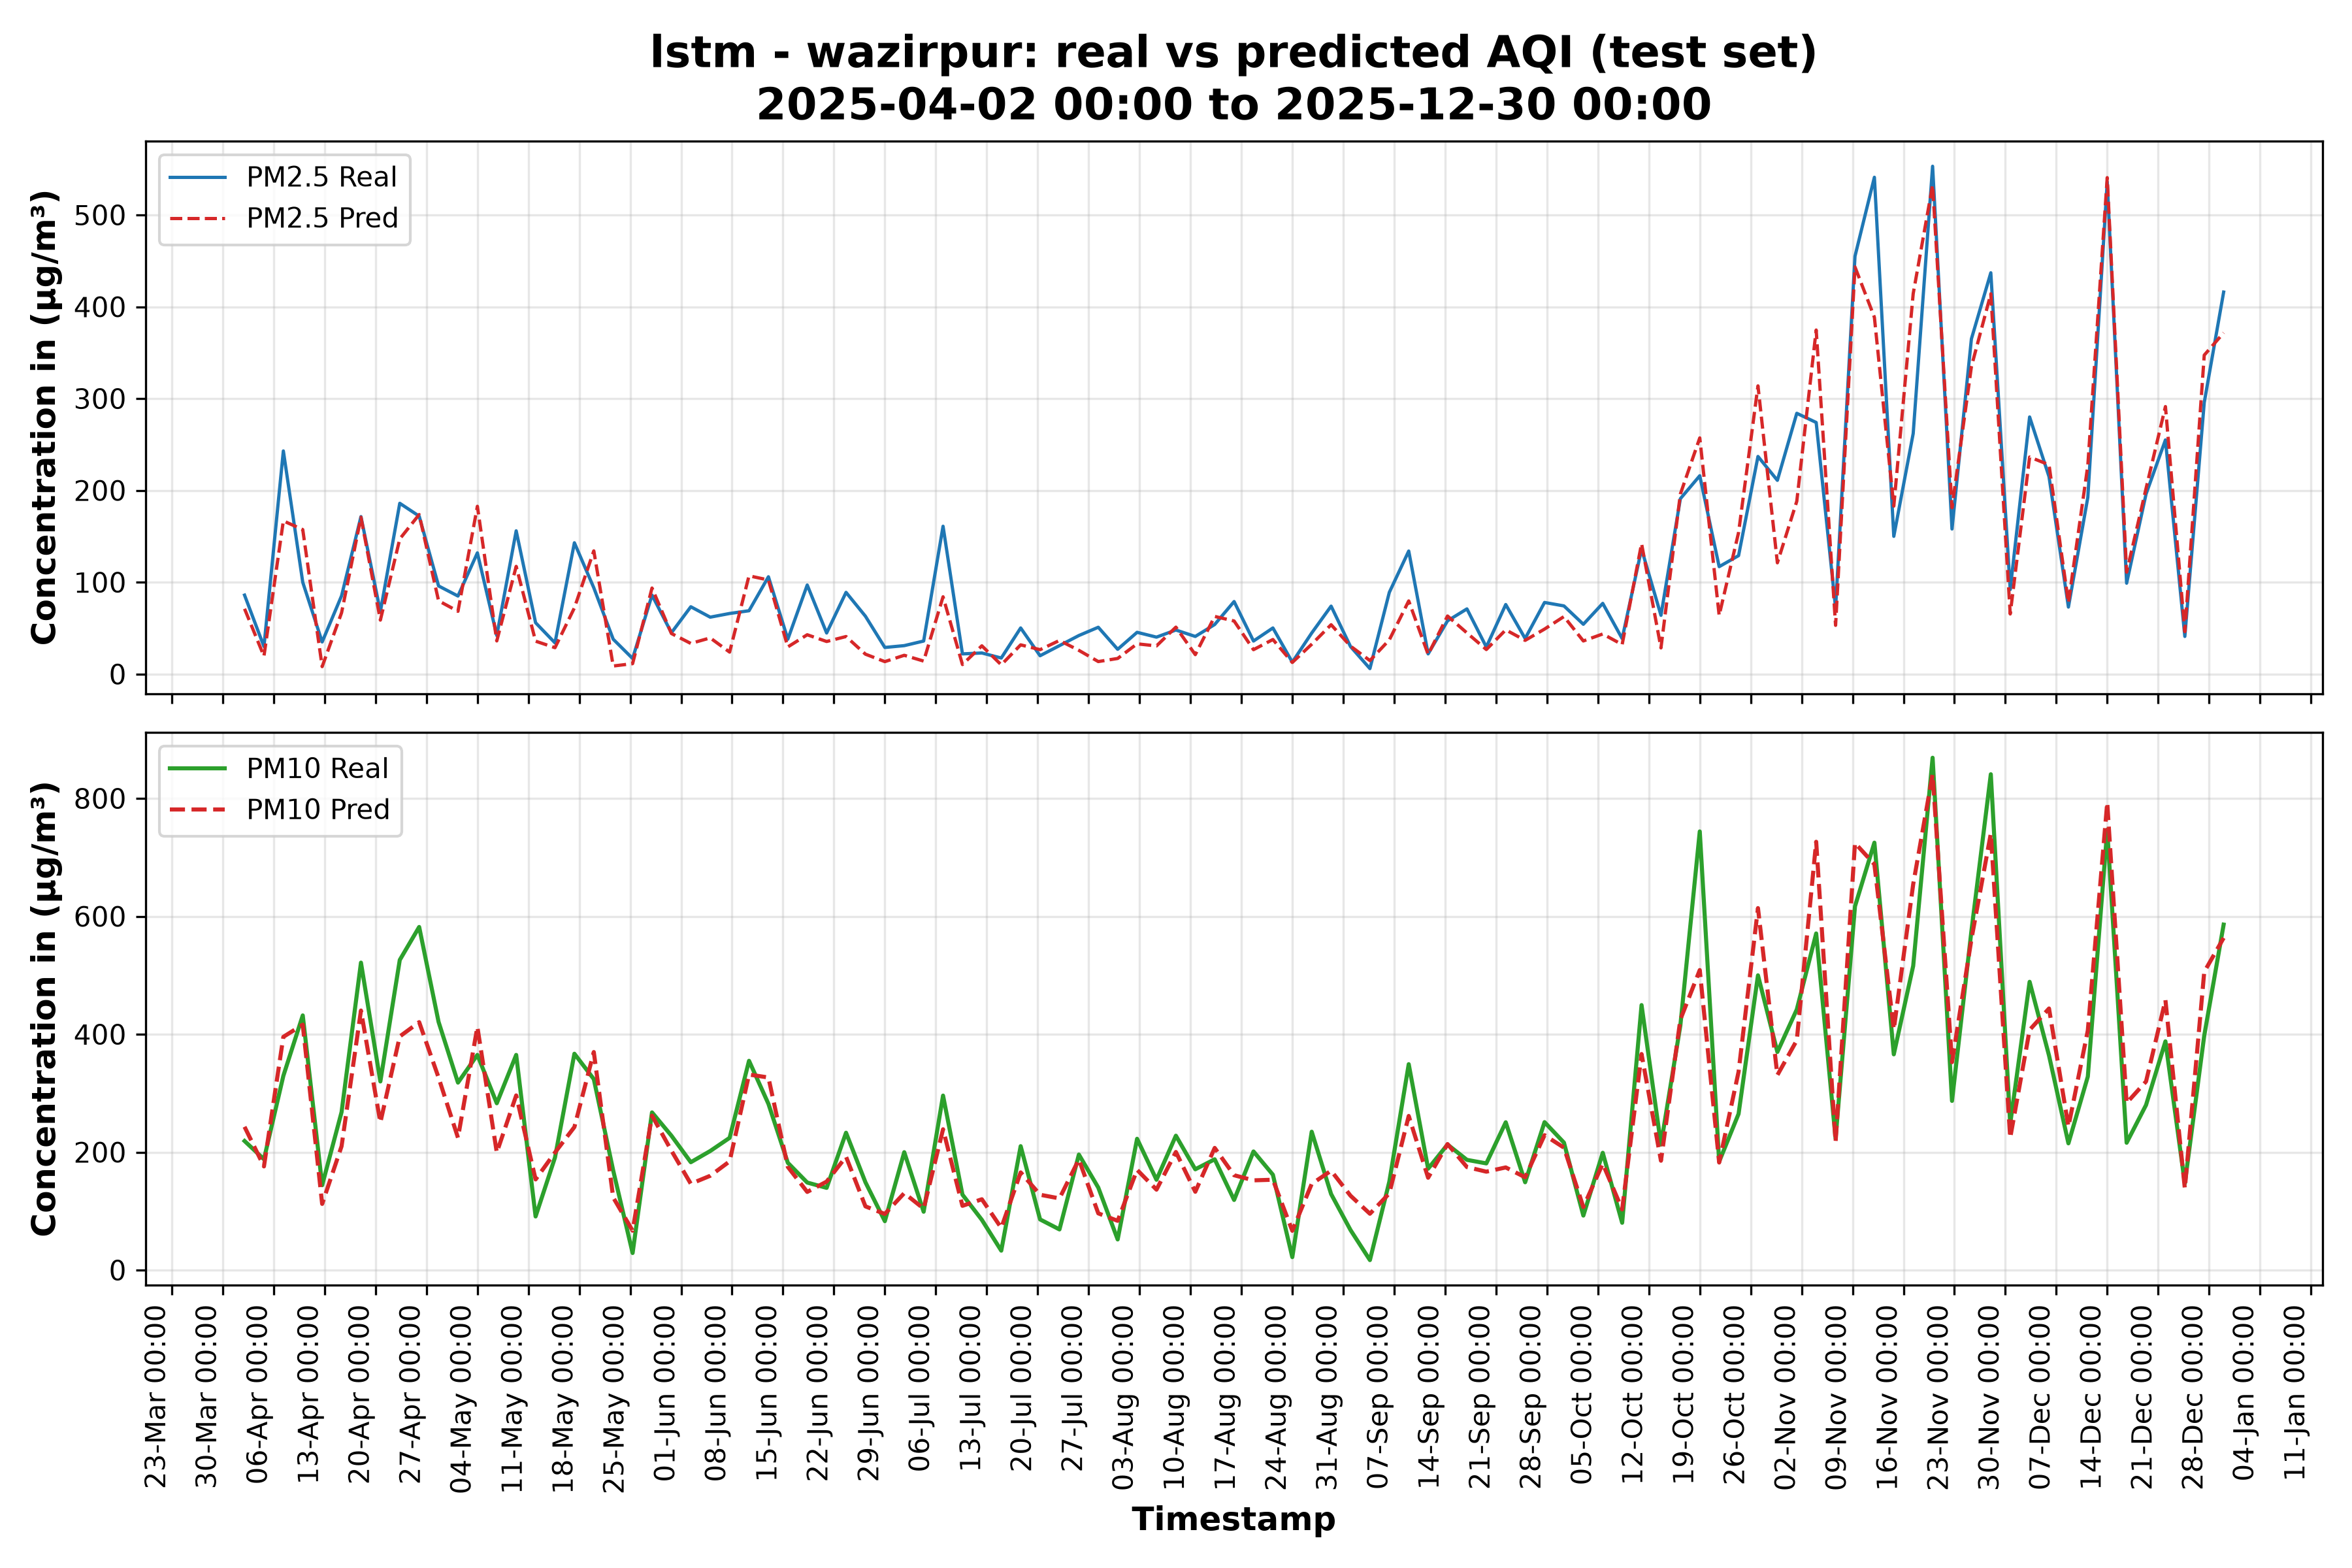 lstm - wazirpur: real vs predicted AQI (test set)
2025-04-02 00:00 to 2025-12-30 00:00
PM2.5 Real
PM2.5 Pred
Concentration in (µg/m³)
500
400
300
200
100
0
PM10 Real
PM10 Pred
Concentration in (µg/m³)
800
600
400
200
0
23-Mar 00:00
30-Mar 00:00
06-Apr 00:00
13-Apr 00:00
20-Apr 00:00
27-Apr 00:00
04-May 00:00
11-May 00:00
18-May 00:00
25-May 00:00
01-Jun 00:00
08-Jun 00:00
15-Jun 00:00
22-Jun 00:00
29-Jun 00:00
06-Jul 00:00
13-Jul 00:00
20-Jul 00:00
27-Jul 00:00
03-Aug 00:00
10-Aug 00:00
17-Aug 00:00
24-Aug 00:00
31-Aug 00:00
07-Sep 00:00
14-Sep 00:00
21-Sep 00:00
28-Sep 00:00
05-Oct 00:00
12-Oct 00:00
19-Oct 00:00
26-Oct 00:00
02-Nov 00:00
09-Nov 00:00
16-Nov 00:00
23-Nov 00:00
30-Nov 00:00
07-Dec 00:00
14-Dec 00:00
21-Dec 00:00
28-Dec 00:00
04-Jan 00:00
11-Jan 00:00
Timestamp